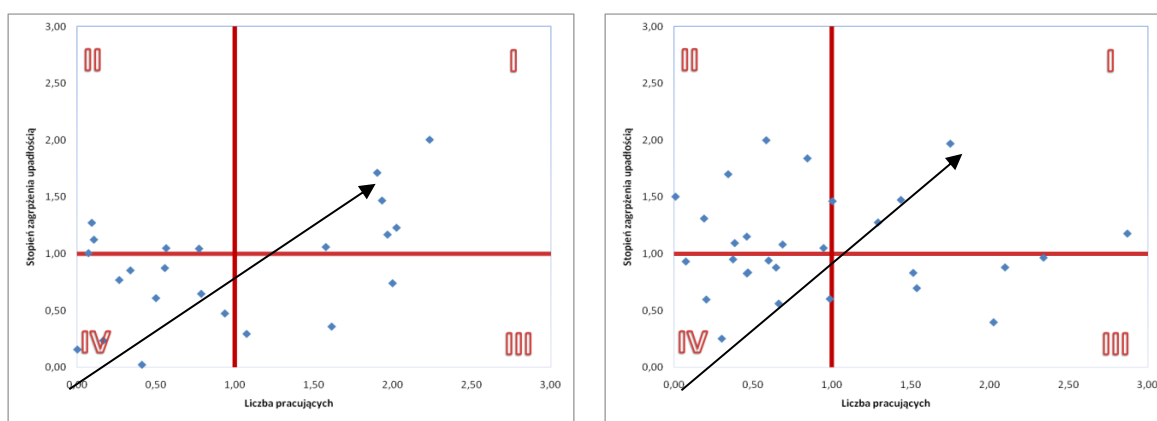 3,00
2,50
2,00
1,50
1,00
0,50
0,00
Stopień zagrpżenia upadłością
II
I
IV
III
0,00 0,50 1,00 1,50 2,00 2,50 3,00
Liczba pracujących
3,00
2,50
2,00
1,50
1,00
0,50
0,00
Stopień zagrpżenia upadłością
II
I
IV
III
0,00 0,50 1,00 1,50 2,00 2,50 3,00
Liczba pracujących